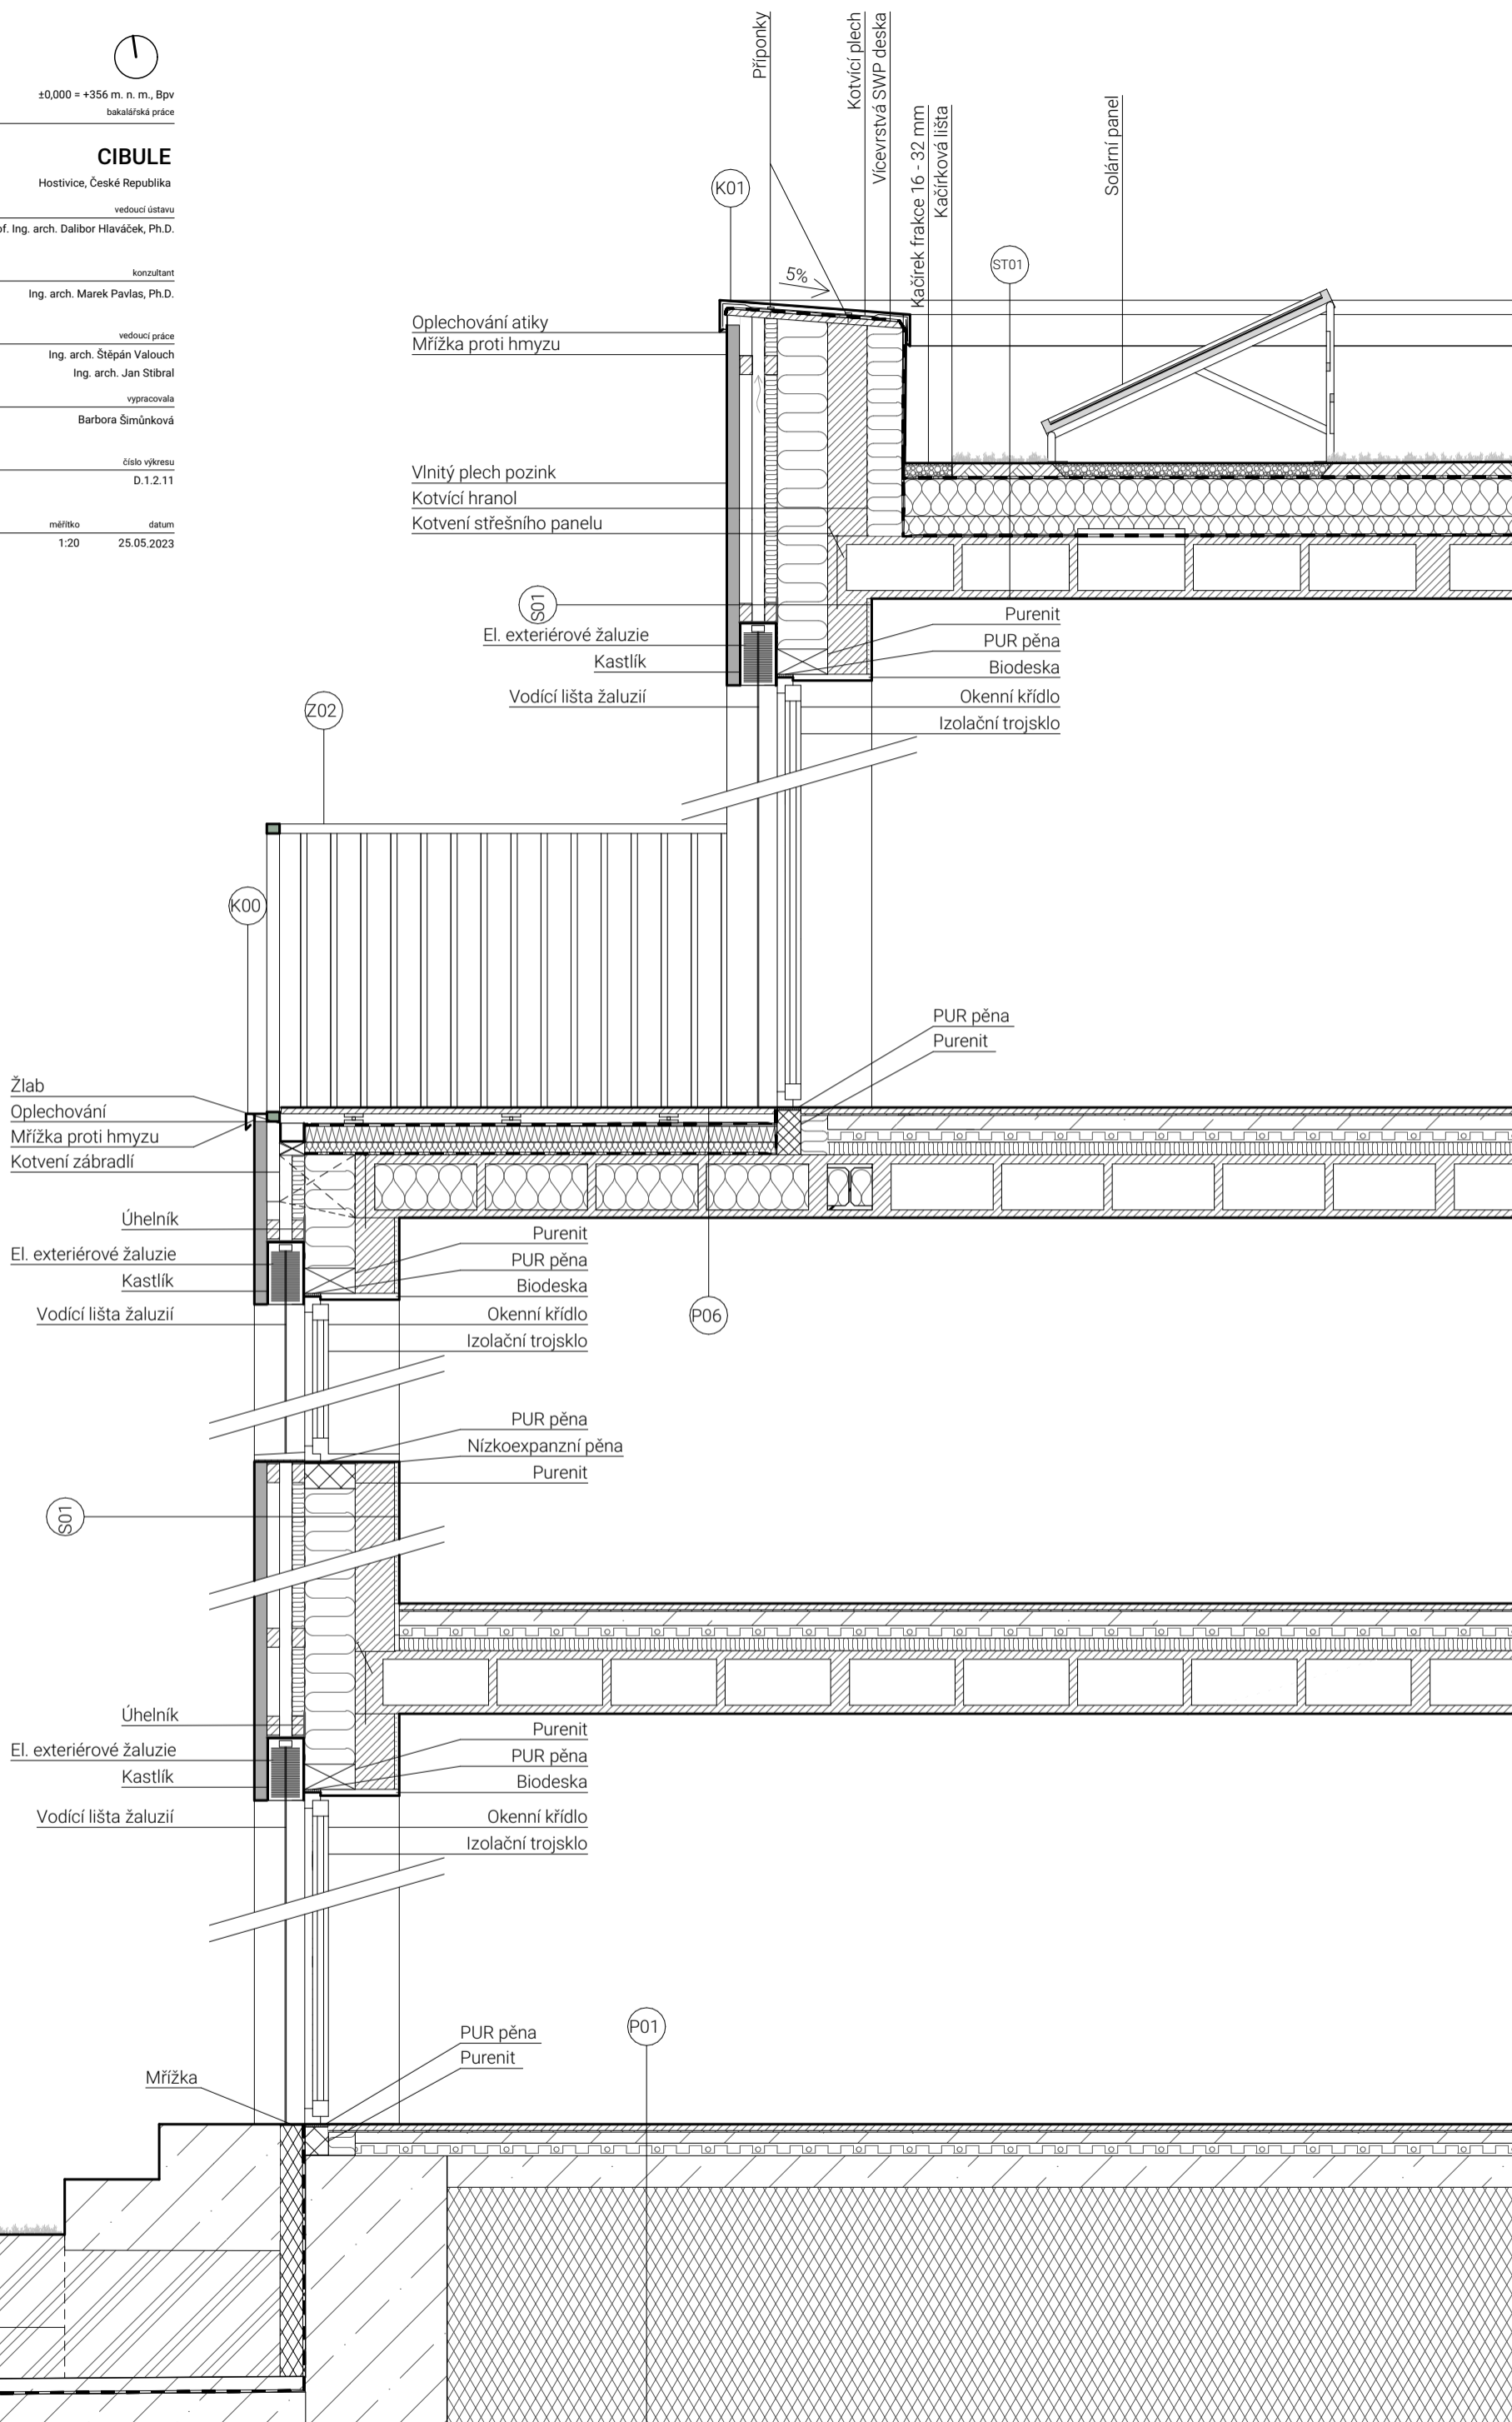 ±0,000 = +356 m. n. m., Bpv
bakalářská práce
CIBULE
Hostivice, České Republika
vedoucí ústavu
Ing. arch. Dalibor Hlaváček, Ph.D.
konzultant
Ing. arch. Marek Pavlas, Ph.D.
vedoucí práce
Ing. arch. Štěpán Valouch
Ing. arch. Jan Stibral
vypracovala
Barbora Šimůnková
číslo výkresu
D.1.2.11
měřítko datum
1:20 25.05.2023
Příponky
Kotvící plech
Vícevrstvá SWP deska
Kačírek frakce 16 - 32 mm
Kačírková lišta
Solární panel
K01
ST01
5%
Oplechování atiky
Mřížka proti hmyzu
Vlnitý plech pozink
Kotvící hranol
Kotvení střešního panelu
S01
El. exteriérové žaluzie
Kastlík
Vodící lišta žaluzií
Purenit
PUR pěna
Biodeska
Okenní křídlo
Izolační trojsklo
Z02
K00
PUR pěna
Purenit
Žlab
Oplechování
Mřížka proti hmyzu
Kotvení zábradlí
Úhelník
El. exteriérové žaluzie
Kastlík
Vodící lišta žaluzií
Purenit
PUR pěna
Biodeska
Okenní křídlo
Izolační trojsklo
P06
PUR pěna
Nízkoexpanzní pěna
Purenit
S01
Úhelník
El. exteriérové žaluzie
Kastlík
Vodící lišta žaluzií
Purenit
PUR pěna
Biodeska
Okenní křídlo
Izolační trojsklo
P01
PUR pěna
Purenit
Mřížka